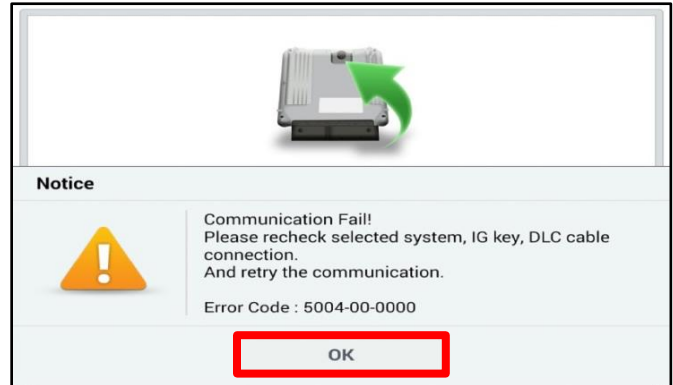 Notice
Communication Fail!
Please recheck selected system, IG key, DLC cable
connection.
And retry the communication.
Error Code : 5004-00-0000
OK